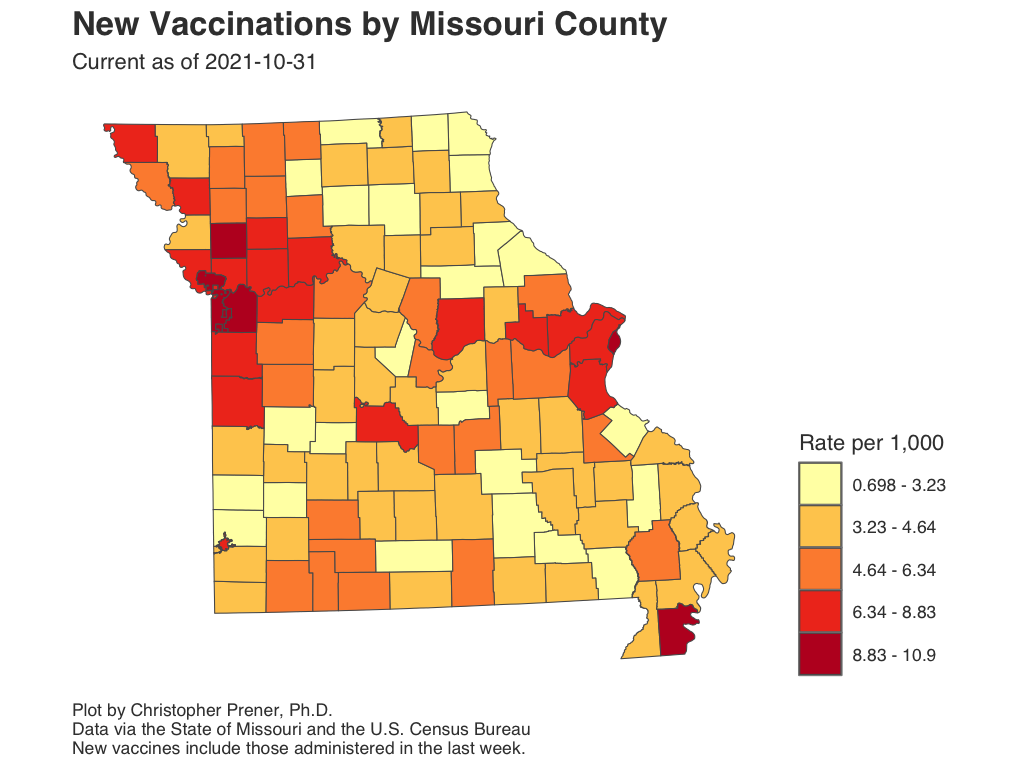 New Vaccinations by Missouri County
Current as of 2021-10-31
Rate per 1,000
0.698 - 3.23
3.23 - 4.64
4.64 - 6.34
6.34 - 8.83
8.83 - 10.9
Plot by Christopher Prener, Ph.D.
Data via the State of Missouri and the U.S. Census Bureau
New vaccines include those administered in the last week.